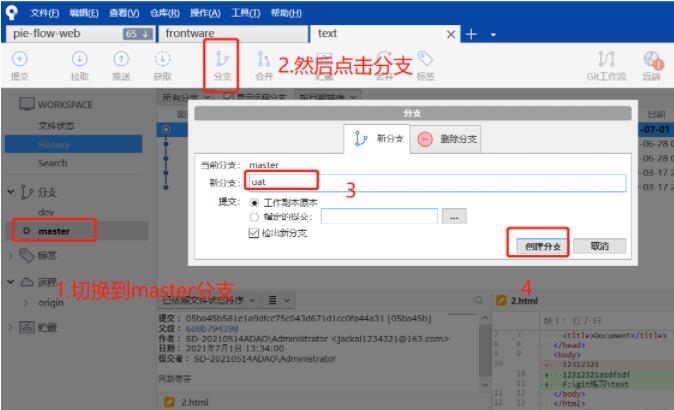 文件(F) 编辑(E) 查看(V) 仓库(R) 操作(A) 工具(T) 帮助(H)
pie-flow-web 65 frontware text
提交 拉取 推送 获取 分支 合并 标签 Git工作流 远端
2.然后点击分支
WORKSPACE
文件状态
History
Search
分支
dev
master
标签
远程
origin
贮藏
所有分支 显示远程分支 按日期排序
日期
-07-01
-06-28 0
-06-28 0
-03-17 2
-03-17 2
分支
新分支 删除分支
当前分支: master
新分支: uat
3
提交: 工作副本原本
指定的提交: ...
检出新分支
创建分支 取消
1.切换到master分支
4
已依照文件状态排序
提交: 05ba45b581e1a9dfcc75c043d671d1cc0fa44a31 [05ba45b]
父级: 608b794398
作者: SD-20210514ADAO\Administrator <jackal1234321@163.com>
日期: 2021年7月1日 13:34:00
提交者: SD-20210514ADAO\Administrator
阿斯蒂芬
2.html
2.html
块 1: 行 7-13
7 7 <title>Document</title>
8 8 </head>
9 9 <body>
10 - 12312321
10 + 12312321asdfsdf
11 + F:\git练习\text
11 12 </body>
12 13 </html>